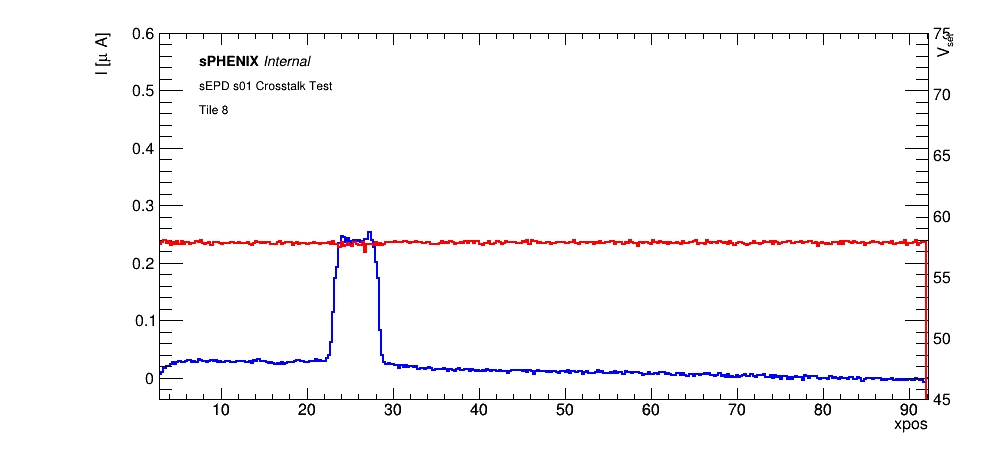 I [μ A]
0.6
0.5
0.4
0.3
0.2
0.1
0
sPHENIX Internal
sEPD s01 Crosstalk Test
Tile 8
75
70
65
60
55
50
45
V set
10 20 30 40 50 60 70 80 90
xpos